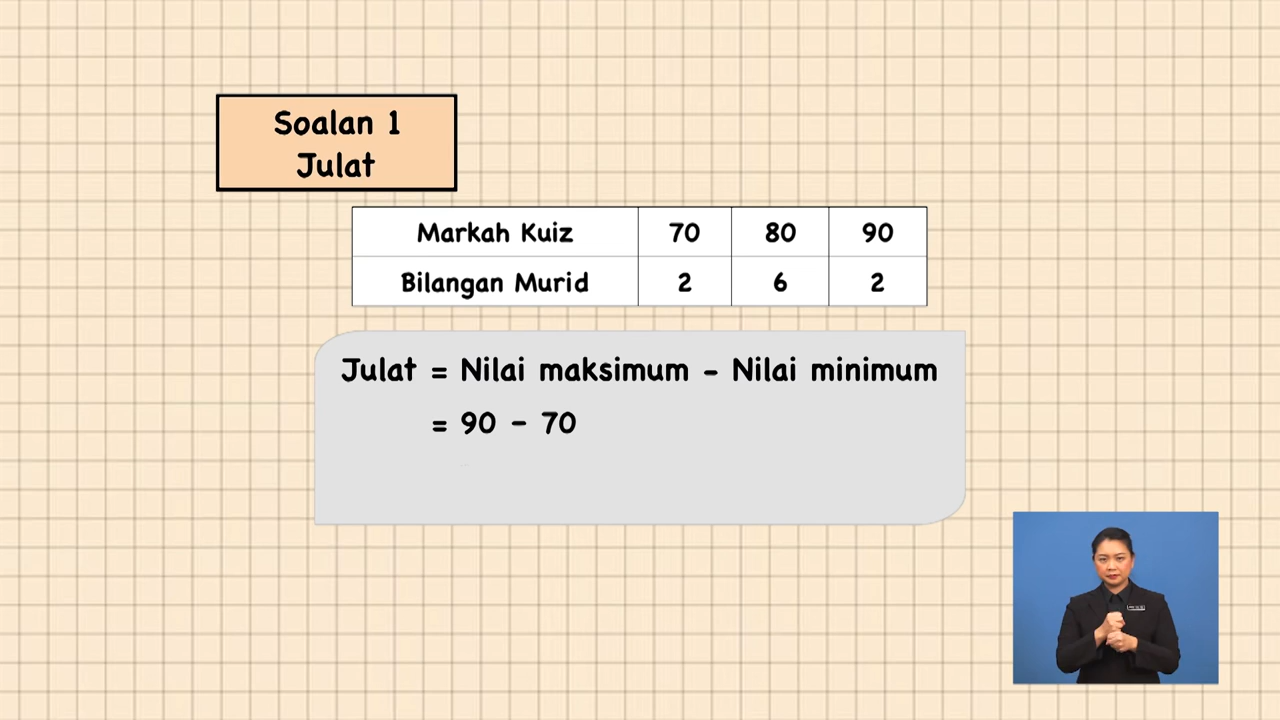 Soalan 1
Julat
Markah Kuiz 70 80 90
Bilangan Murid 2 6 2
Julat = Nilai maksimum - Nilai minimum
= 90 - 70